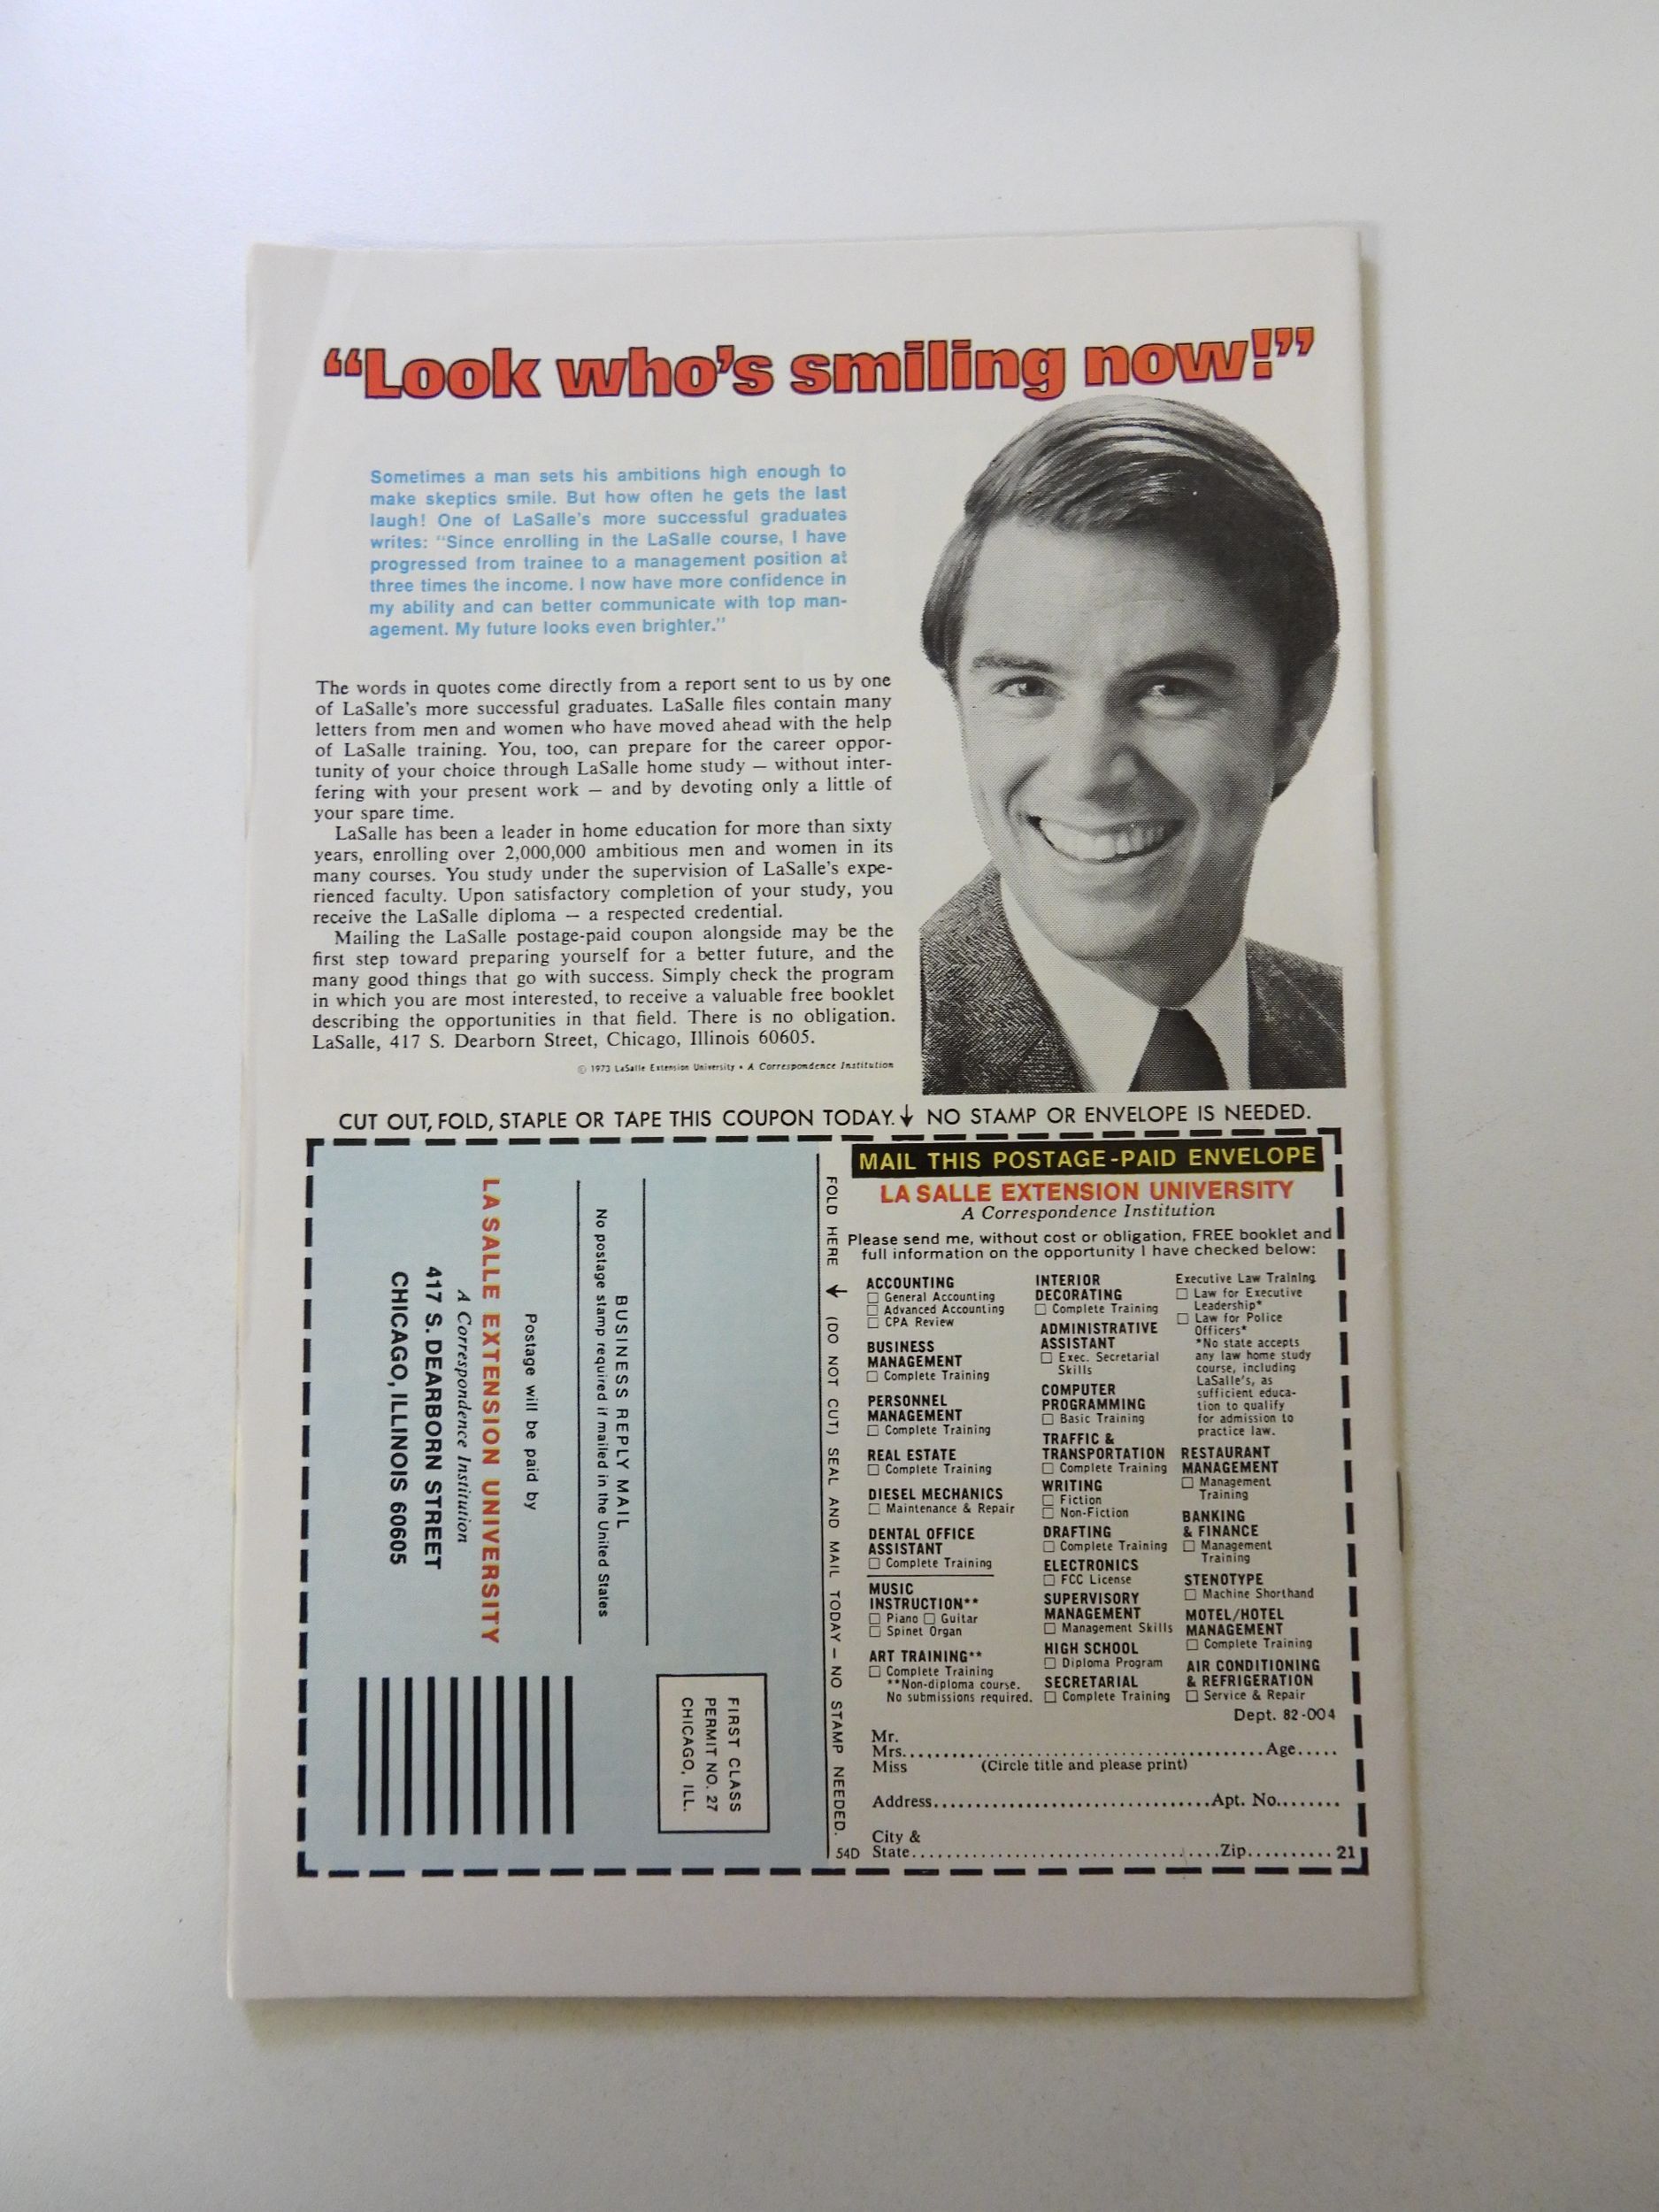 “Look who’s smiling now!”
Sometimes a man sets his ambitions high enough to
make skeptics smile. But how often he gets the last
laugh! One of LaSalle’s more successful graduates
writes: “Since enrolling in the LaSalle course, I have
progressed from trainee to a management position at
three times the income. I now have more confidence in
my ability and can better communicate with top man-
agement. My future looks even brighter.”
The words in quotes come directly from a report sent to us by one
of LaSalle’s more successful graduates. LaSalle files contain many
letters from men and women who have moved ahead with the help
of LaSalle training. You, too, can prepare for the career oppor-
tunity of your choice through LaSalle home study — without inter-
fering with your present work — and by devoting only a little of
your spare time.
LaSalle has been a leader in home education for more than sixty
years, enrolling over 2,000,000 ambitious men and women in its
many courses. You study under the supervision of LaSalle’s expe-
rienced faculty. Upon satisfactory completion of your study, you
receive the LaSalle diploma — a respected credential.
Mailing the LaSalle postage-paid coupon alongside may be the
first step toward preparing yourself for a better future, and the
many good things that go with success. Simply check the program
in which you are most interested, to receive a valuable free booklet
describing the opportunities in that field. There is no obligation.
LaSalle, 417 S. Dearborn Street, Chicago, Illinois 60605.
© 1973 LaSalle Extension University • A Correspondence Institution
CUT OUT, FOLD, STAPLE OR TAPE THIS COUPON TODAY.↓ NO STAMP OR ENVELOPE IS NEEDED.
FIRST CLASS
PERMIT NO. 27
CHICAGO, ILL.
BUSINESS REPLY MAIL
No postage stamp required if mailed in the United States
Postage will be paid by
LA SALLE EXTENSION UNIVERSITY
A Correspondence Institution
417 S. DEARBORN STREET
CHICAGO, ILLINOIS 60605
FOLD HERE ↓ (DO NOT CUT) SEAL AND MAIL TODAY — NO STAMP NEEDED.
MAIL THIS POSTAGE-PAID ENVELOPE
LA SALLE EXTENSION UNIVERSITY
A Correspondence Institution
Please send me, without cost or obligation, FREE booklet and
full information on the opportunity I have checked below:
ACCOUNTING
☐ General Accounting
☐ Advanced Accounting
☐ CPA Review
BUSINESS
MANAGEMENT
☐ Complete Training
PERSONNEL
MANAGEMENT
☐ Complete Training
REAL ESTATE
☐ Complete Training
DIESEL MECHANICS
☐ Maintenance & Repair
DENTAL OFFICE
ASSISTANT
☐ Complete Training
MUSIC
INSTRUCTION**
☐ Piano ☐ Guitar
☐ Spinet Organ
ART TRAINING**
☐ Complete Training
**Non-diploma course.
No submissions required.
INTERIOR
DECORATING
☐ Complete Training
ADMINISTRATIVE
ASSISTANT
☐ Exec. Secretarial
Skills
COMPUTER
PROGRAMMING
☐ Basic Training
TRAFFIC &
TRANSPORTATION
☐ Complete Training
WRITING
☐ Fiction
☐ Non-Fiction
DRAFTING
☐ Complete Training
ELECTRONICS
☐ FCC License
SUPERVISORY
MANAGEMENT
☐ Management Skills
HIGH SCHOOL
☐ Diploma Program
SECRETARIAL
☐ Complete Training
Executive Law Training
☐ Law for Executive
Leadership*
☐ Law for Police
Officers*
*No state accepts
any law home study
course, including
LaSalle’s, as
sufficient educa-
tion to qualify
for admission to
practice law.
RESTAURANT
MANAGEMENT
☐ Management
Training
BANKING
& FINANCE
☐ Management
Training
STENOTYPE
☐ Machine Shorthand
MOTEL/HOTEL
MANAGEMENT
☐ Complete Training
AIR CONDITIONING
& REFRIGERATION
☐ Service & Repair
Dept. 82-004
Mr.
Mrs.............................................Age.....
Miss (Circle title and please print)
Address..................................Apt. No........
City &
State.....................................Zip..........21
54D